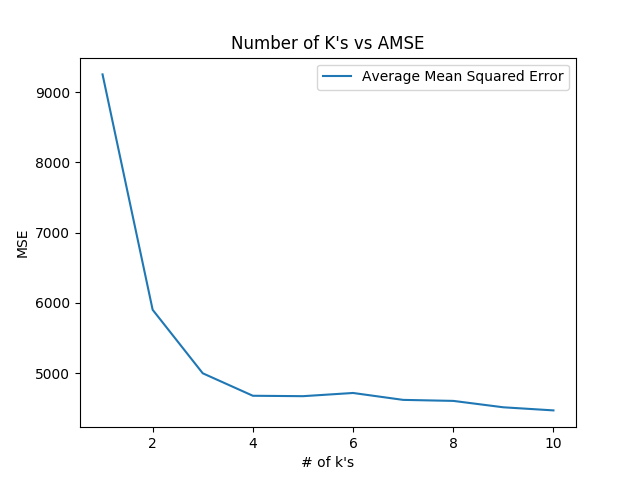 Number of K's vs AMSE
Average Mean Squared Error
9000
8000
7000
6000
5000
MSE
2 4 6 8 10
# of k's